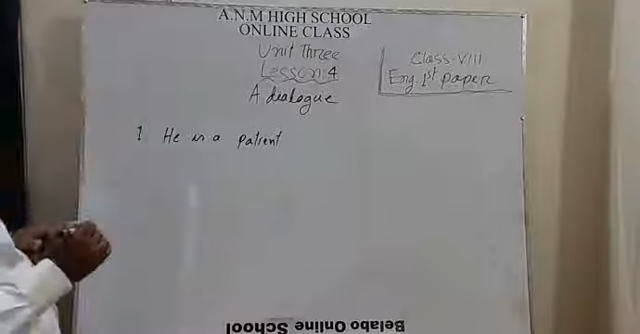 A.N.M HIGH SCHOOL
ONLINE CLASS
Unit Three
Lesson: 4
A dialogue
Class-VIII
Eng. 1st paper
1 He is a patient
Belabo Online School